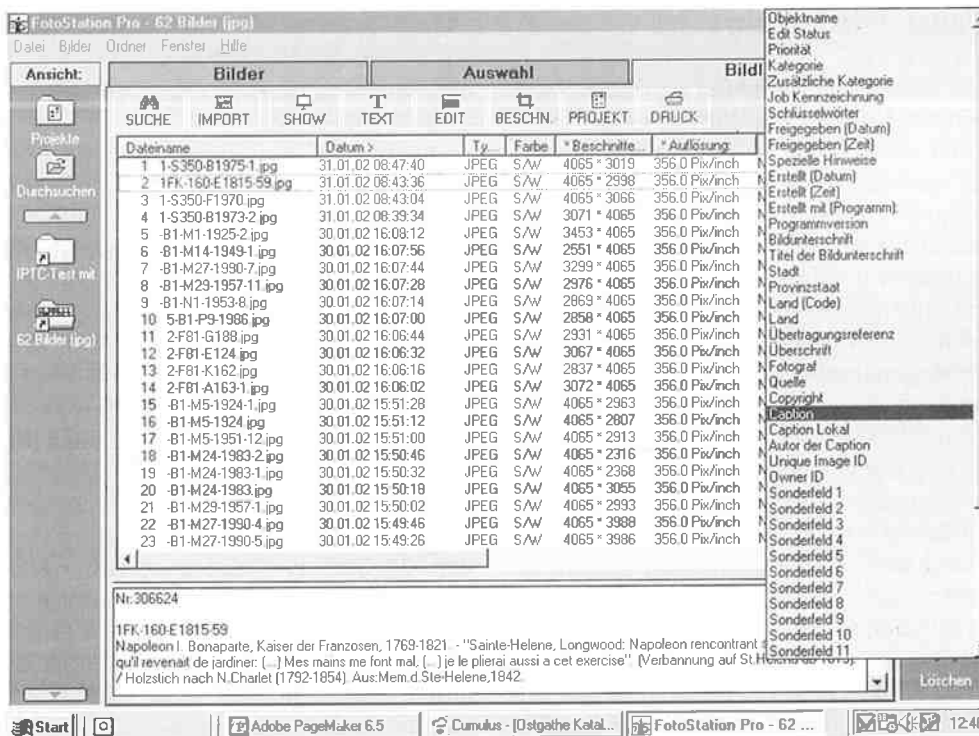 FotoStation Pro - 62 Bilder (jpg)
Datei Bilder Ordner Fenster Hilfe
Ansicht:
Projekte
Durchsuchen
IPTC-Test mit
62 Bilder (jpg)
Bilder Auswahl Bildl
SUCHE IMPORT SHOW TEXT EDIT BESCHN. PROJEKT DRUCK
Dateiname Datum > Ty... Farbe * Beschnitte... * Auflösung:
1 1-S350-B1975-1.jpg 31.01.02 08:47:40 JPEG S/W 4065 * 3019 356.0 Pix/inch
2 1FK-160-E1815-59.jpg 31.01.02 08:43:36 JPEG S/W 4065 * 2998 356.0 Pix/inch
3 1-S350-F1970.jpg 31.01.02 08:43:04 JPEG S/W 4065 * 3066 356.0 Pix/inch
4 1-S350-B1973-2.jpg 31.01.02 08:39:34 JPEG S/W 3071 * 4065 356.0 Pix/inch
5 -B1-M1-1925-2.jpg 30.01.02 16:08:12 JPEG S/W 3453 * 4065 356.0 Pix/inch
6 -B1-M14-1949-1.jpg 30.01.02 16:07:56 JPEG S/W 2551 * 4065 356.0 Pix/inch
7 -B1-M27-1990-7.jpg 30.01.02 16:07:44 JPEG S/W 3299 * 4065 356.0 Pix/inch
8 -B1-M29-1957-11.jpg 30.01.02 16:07:28 JPEG S/W 2976 * 4065 356.0 Pix/inch
9 -B1-N1-1953-8.jpg 30.01.02 16:07:14 JPEG S/W 2869 * 4065 356.0 Pix/inch
10 5-B1-P9-1986.jpg 30.01.02 16:07:00 JPEG S/W 2858 * 4065 356.0 Pix/inch
11 2-F81-G188.jpg 30.01.02 16:06:44 JPEG S/W 2931 * 4065 356.0 Pix/inch
12 2-F81-E124.jpg 30.01.02 16:06:32 JPEG S/W 3067 * 4065 356.0 Pix/inch
13 2-F81-K162.jpg 30.01.02 16:06:16 JPEG S/W 2837 * 4065 356.0 Pix/inch
14 2-F81-A163-1.jpg 30.01.02 16:06:02 JPEG S/W 3072 * 4065 356.0 Pix/inch
15 -B1-M5-1924-1.jpg 30.01.02 15:51:28 JPEG S/W 4065 * 2963 356.0 Pix/inch
16 -B1-M5-1924.jpg 30.01.02 15:51:12 JPEG S/W 4065 * 2807 356.0 Pix/inch
17 -B1-M5-1951-12.jpg 30.01.02 15:51:00 JPEG S/W 4065 * 2913 356.0 Pix/inch
18 -B1-M24-1983-2.jpg 30.01.02 15:50:46 JPEG S/W 4065 * 2316 356.0 Pix/inch
19 -B1-M24-1983-1.jpg 30.01.02 15:50:32 JPEG S/W 4065 * 2368 356.0 Pix/inch
20 -B1-M24-1983.jpg 30.01.02 15:50:18 JPEG S/W 4065 * 3055 356.0 Pix/inch
21 -B1-M29-1957-1.jpg 30.01.02 15:50:02 JPEG S/W 4065 * 2993 356.0 Pix/inch
22 -B1-M27-1990-4.jpg 30.01.02 15:49:46 JPEG S/W 4065 * 3988 356.0 Pix/inch
23 -B1-M27-1990-5.jpg 30.01.02 15:49:26 JPEG S/W 4065 * 3986 356.0 Pix/inch
Objektname
Edit Status
Priorität
Kategorie
Zusätzliche Kategorie
Job Kennzeichnung
Schlüsselwörter
Freigegeben (Datum)
Freigegeben (Zeit)
Spezielle Hinweise
Erstellt (Datum)
Erstellt (Zeit)
Erstellt mit (Programm):
Programmversion
Bildunterschrift
Titel der Bildunterschrift
Stadt
Provinzstaat
Land (Code)
Land
Übertragungsreferenz
Überschrift
Fotograf
Quelle
Copyright
Caption
Caption Lokal
Autor der Caption
Unique Image ID
Owner ID
Sonderfeld 1
Sonderfeld 2
Sonderfeld 3
Sonderfeld 4
Sonderfeld 5
Sonderfeld 6
Sonderfeld 7
Sonderfeld 8
Sonderfeld 9
Sonderfeld 10
Sonderfeld 11
Nr:306624
1FK-160-E1815-59
Napoleon I. Bonaparte, Kaiser der Franzosen, 1769-1821. - "Sainte-Helene, Longwood: Napoleon rencontrant
qu'il revenait de jardiner: (...) Mes mains me font mal, (...) je le plierai aussi a cet exercise". (Verbannung auf St.Helena ab 1815).
/ Holzstich nach N.Charlet (1792-1854). Aus:Mem.d.Ste-Helene,1842.
Löschen
Start Adobe PageMaker 6.5 Cumulus - [Ostgathe Katal... FotoStation Pro - 62 ... 12:48